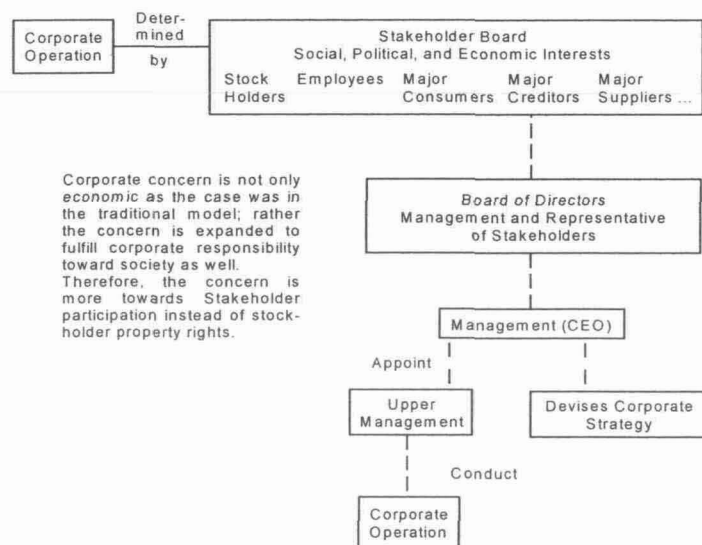 Corporate
Operation
Deter-
mined
by
Stakeholder Board
Social, Political, and Economic Interests
Stock Employees Major Major Major
Holders Consumers Creditors Suppliers ...
Corporate concern is not only
economic as the case was in
the traditional model; rather
the concern is expanded to
fulfill corporate responsibility
toward society as well.
Therefore, the concern is
more towards Stakeholder
participation instead of stock-
holder property rights.
Board of Directors
Management and Representative
of Stakeholders
Management (CEO)
Appoint
Upper
Management
Devises Corporate
Strategy
Conduct
Corporate
Operation